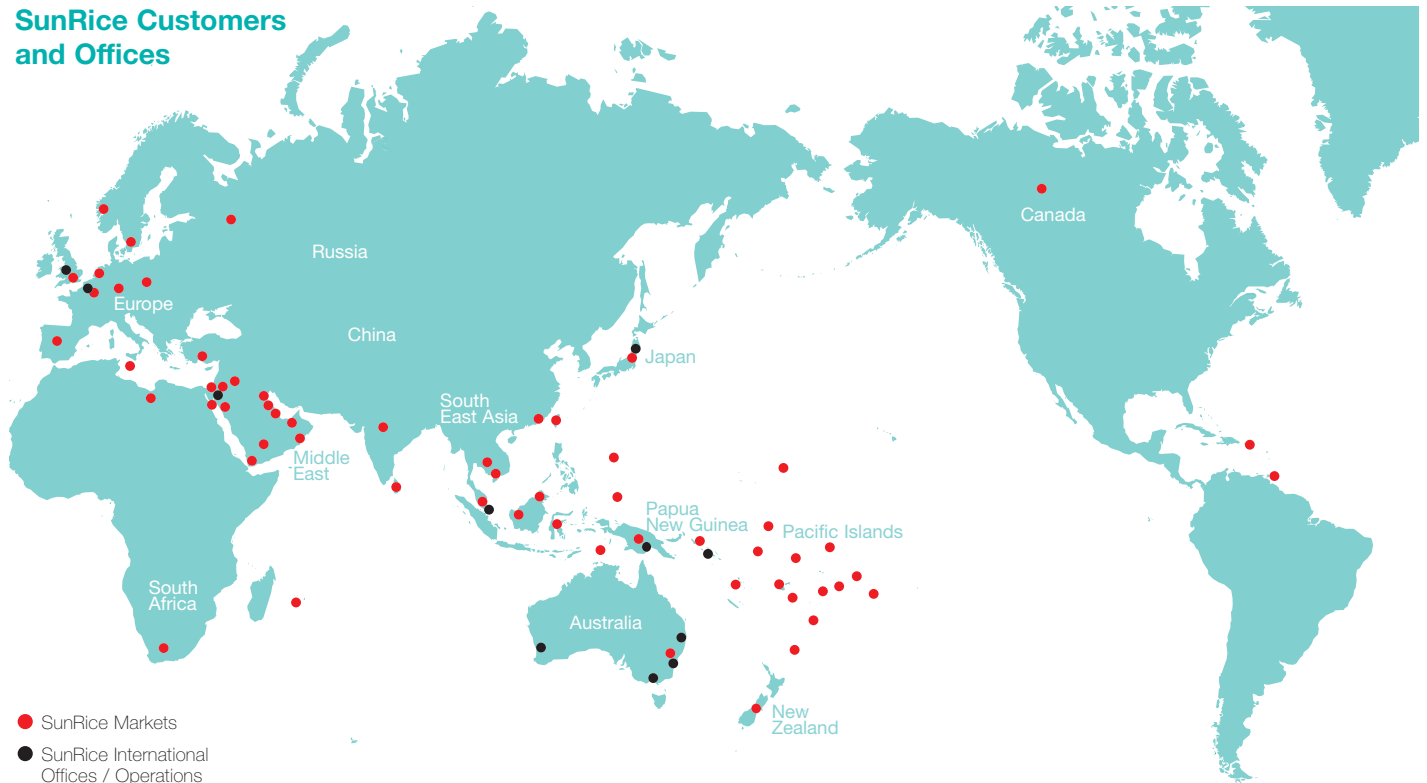 SunRice Customers
and Offices
Canada
Russia
Europe
China
Japan
South
East Asia
Middle
East
Papua
New Guinea
Pacific Islands
South
Africa
Australia
New
Zealand
SunRice Markets
SunRice International
Offices / Operations